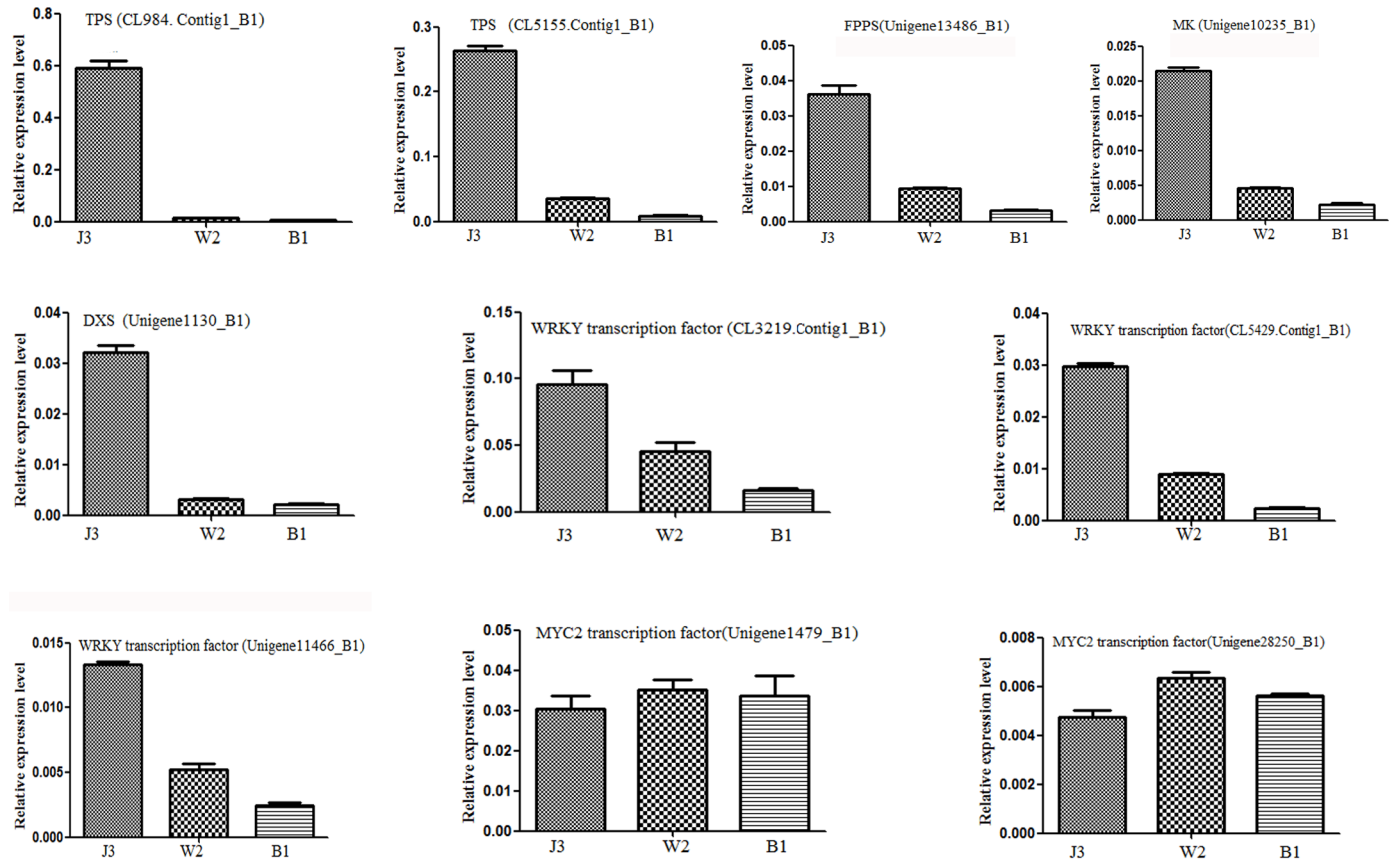 TPS (CL984. Contig1_B1)
Relative expression level
0.8
0.6
0.4
0.2
0.0
J3 W2 B1
TPS (CL5155.Contig1_B1)
Relative expression level
0.3
0.2
0.1
0.0
J3 W2 B1
FPPS(Unigene13486_B1)
Relative expression level
0.05
0.04
0.03
0.02
0.01
0.00
J3 W2 B1
MK (Unigene10235_B1)
Relative expression level
0.025
0.020
0.015
0.010
0.005
0.000
J3 W2 B1
DXS (Unigene1130_B1)
Relative expression level
0.04
0.03
0.02
0.01
0.00
J3 W2 B1
WRKY transcription factor (CL3219.Contig1_B1)
Relative expression level
0.15
0.10
0.05
0.00
J3 W2 B1
WRKY transcription factor(CL5429.Contig1_B1)
Relative expression level
0.04
0.03
0.02
0.01
0.00
J3 W2 B1
WRKY transcription factor (Unigene11466_B1)
Relative expression level
0.015
0.010
0.005
0.000
J3 W2 B1
MYC2 transcription factor(Unigene1479_B1)
Relative expression level
0.05
0.04
0.03
0.02
0.01
0.00
J3 W2 B1
MYC2 transcription factor(Unigene28250_B1)
Relative expression level
0.008
0.006
0.004
0.002
0.000
J3 W2 B1